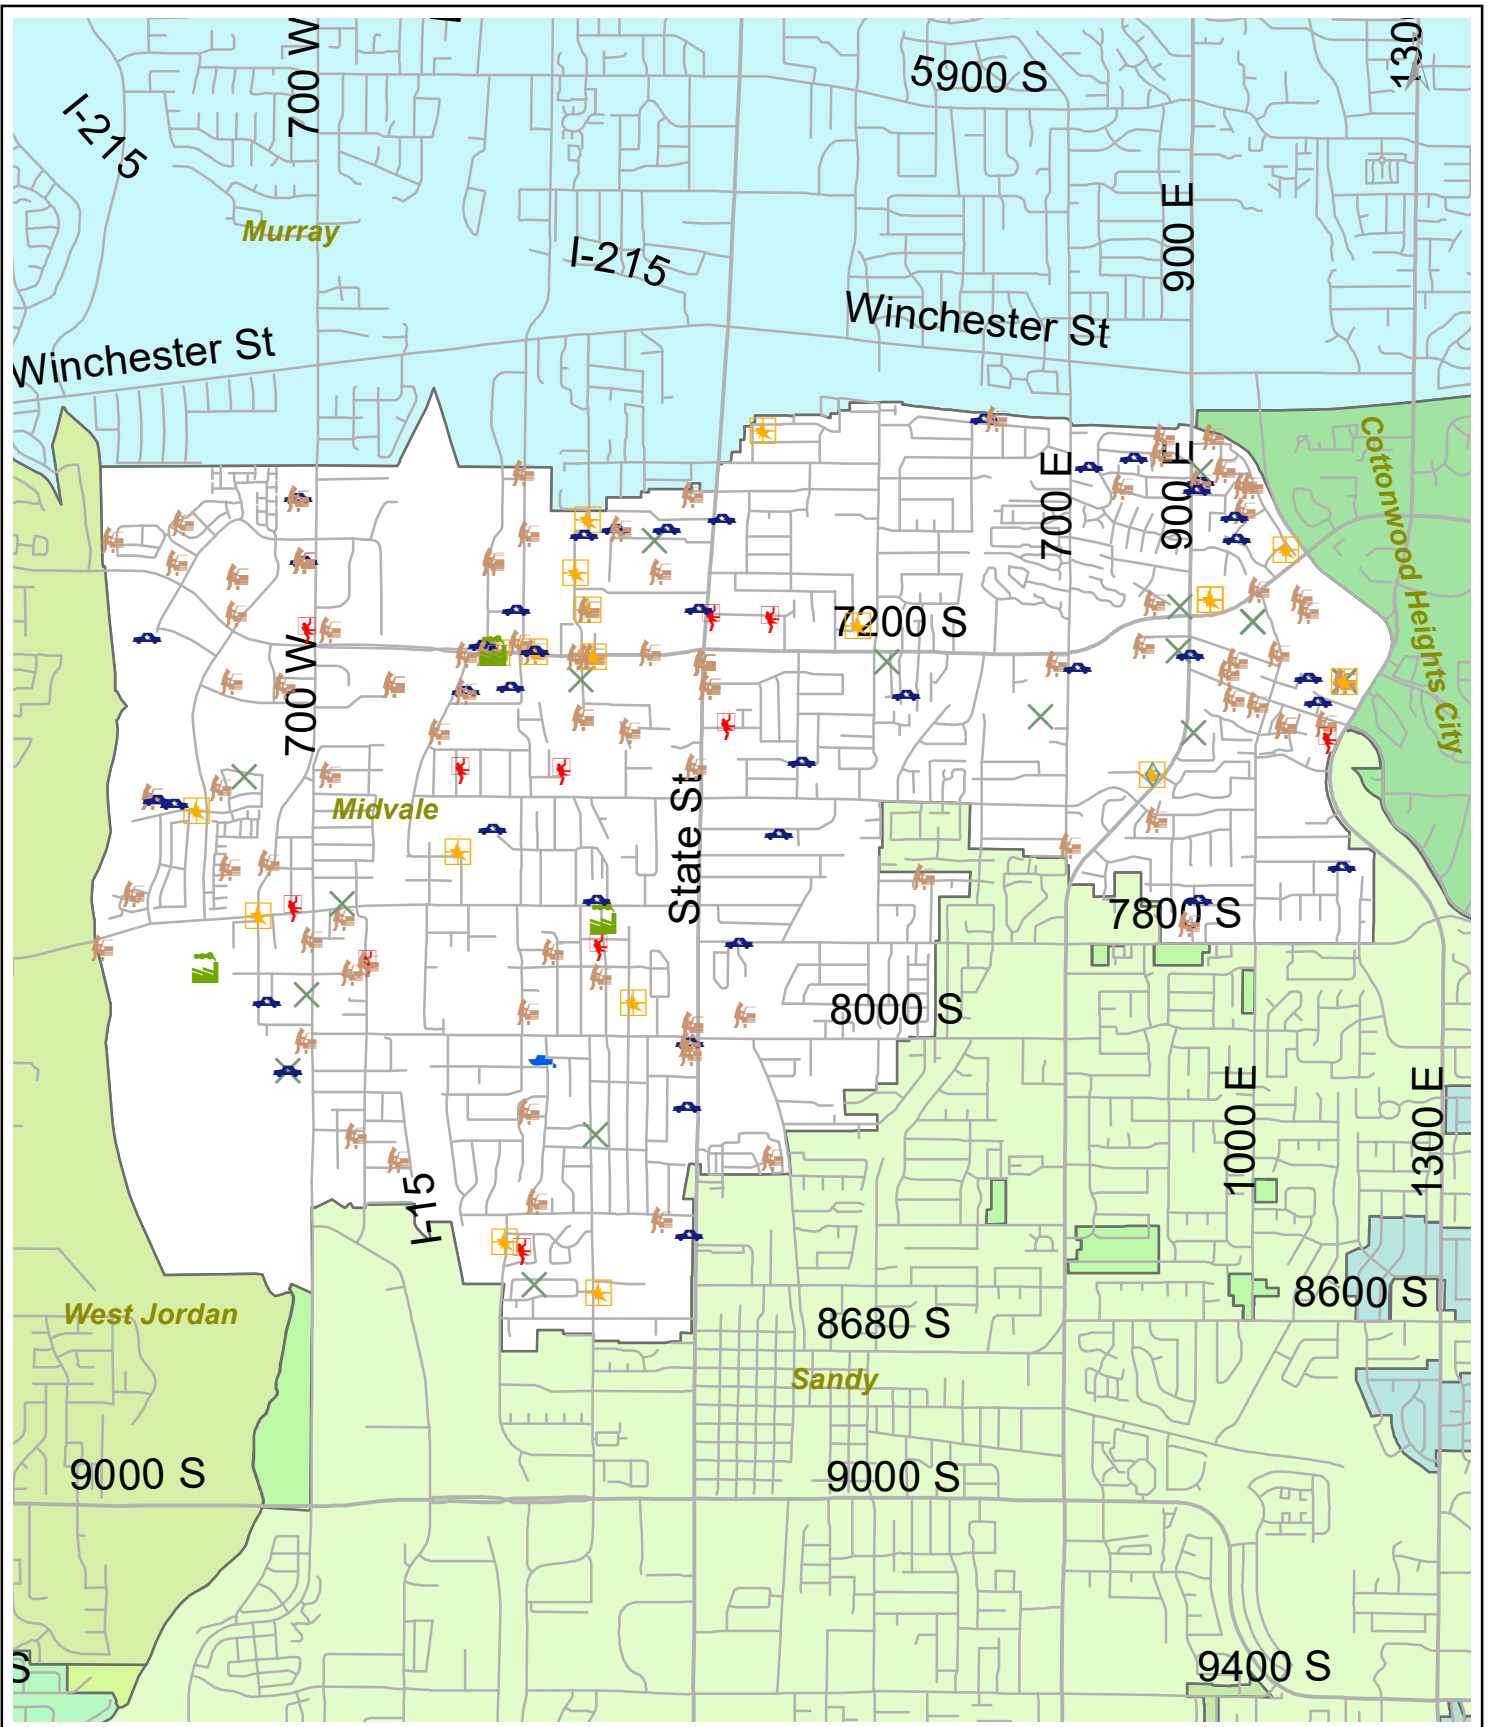 700 W
130
5900 S
I-215
900 E
Murray
I-215
Winchester St
Winchester St
Cottonwood Heights City
700 E
900 E
7200 S
700 W
Midvale
State St
7800 S
8000 S
1000 E
1300 E
I-15
8600 S
West Jordan
8680 S
Sandy
9000 S
9000 S
9400 S
S